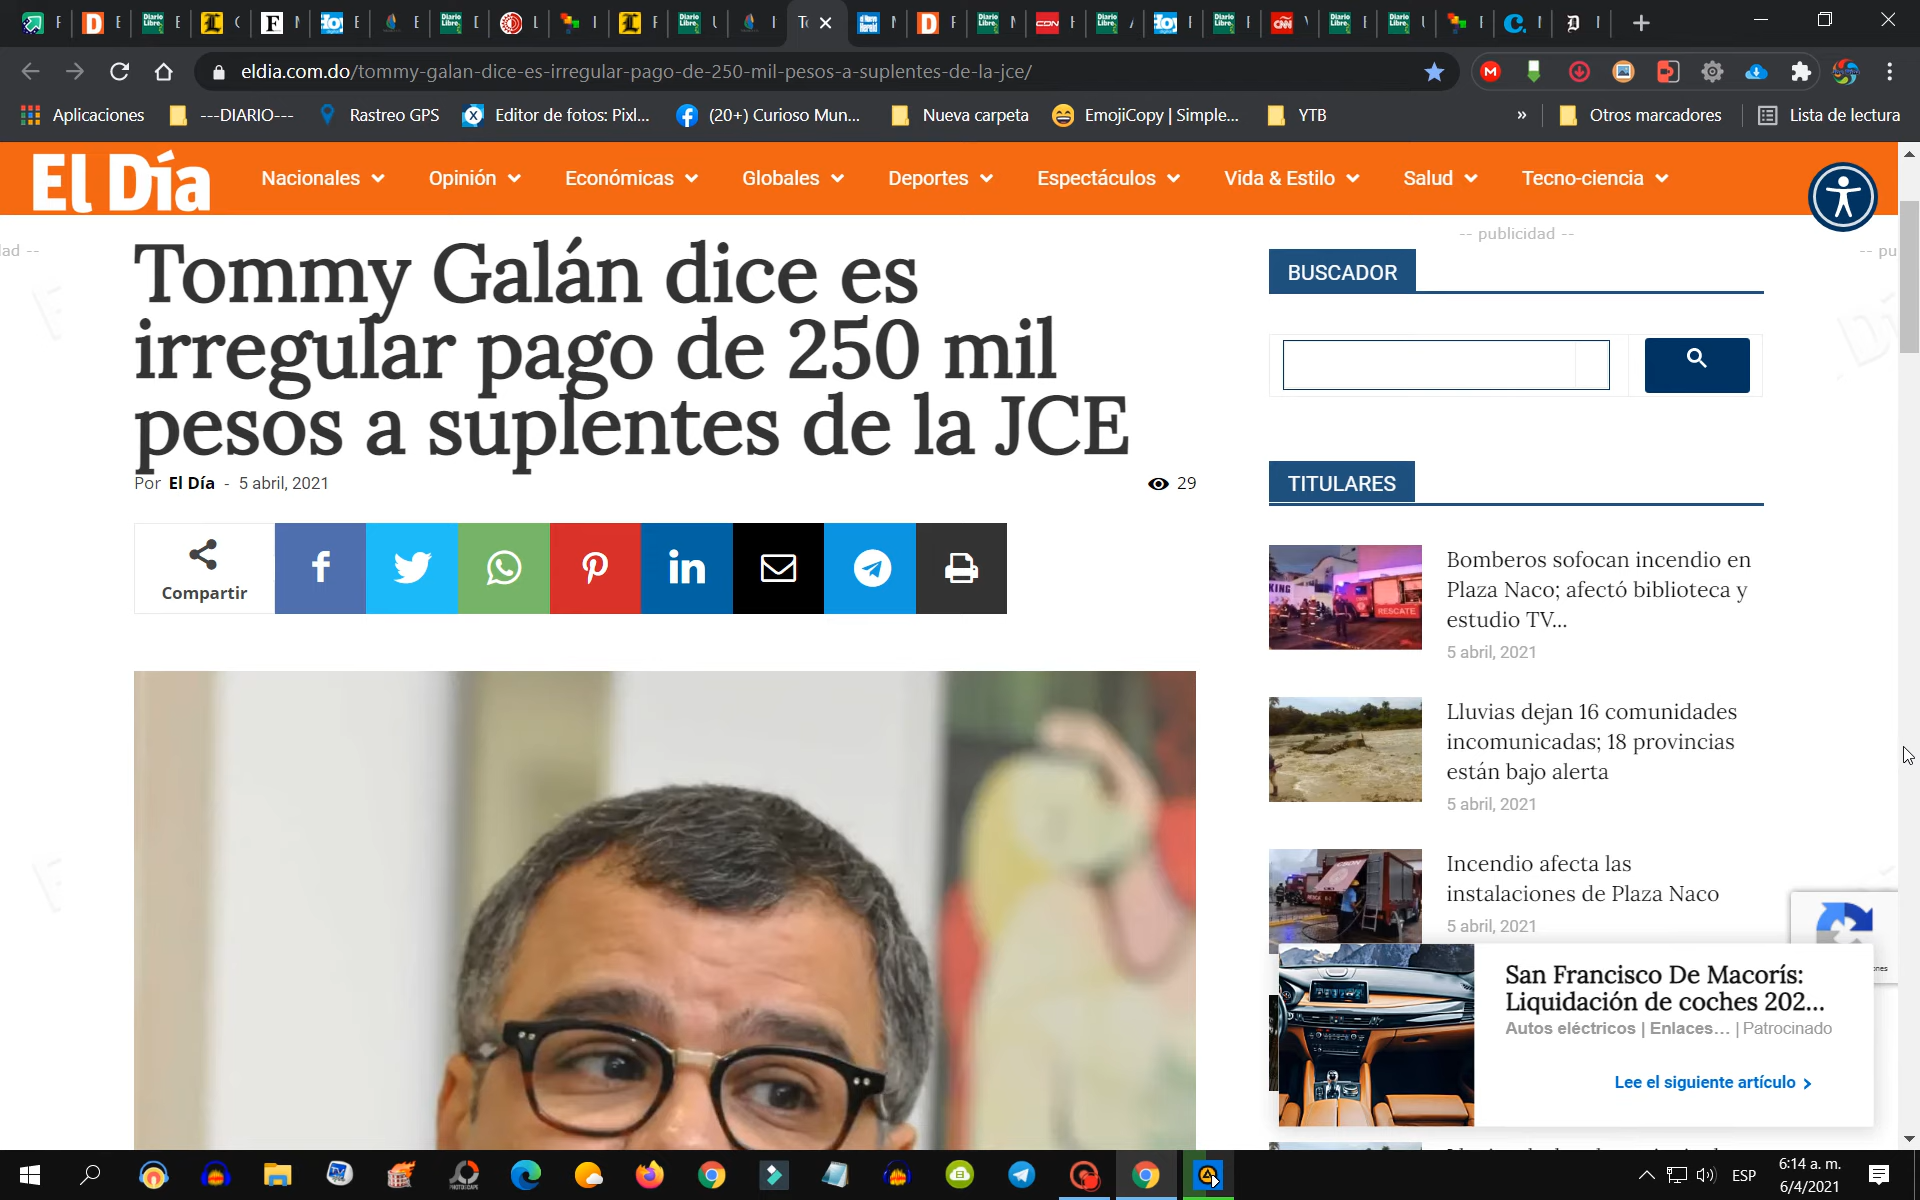 eldia.com.do/tommy-galan-dice-es-irregular-pago-de-250-mil-pesos-a-suplentes-de-la-jce/
Aplicaciones ---DIARIO--- Rastreo GPS Editor de fotos: Pixl... (20+) Curioso Mun... Nueva carpeta EmojiCopy | Simple... YTB » Otros marcadores Lista de lectura
El Día Nacionales Opinión Económicas Globales Deportes Espectáculos Vida & Estilo Salud Tecno-ciencia
-- publicidad --
ad --
-- pu
Tommy Galán dice es
irregular pago de 250 mil
pesos a suplentes de la JCE
Por El Día - 5 abril, 2021
29
Compartir
BUSCADOR
TITULARES
Bomberos sofocan incendio en
Plaza Naco; afectó biblioteca y
estudio TV...
5 abril, 2021
Lluvias dejan 16 comunidades
incomunicadas; 18 provincias
están bajo alerta
5 abril, 2021
Incendio afecta las
instalaciones de Plaza Naco
5 abril, 2021
San Francisco De Macorís:
Liquidación de coches 202...
Autos eléctricos | Enlaces... | Patrocinado
Lee el siguiente artículo
ESP
6:14 a. m.
6/4/2021